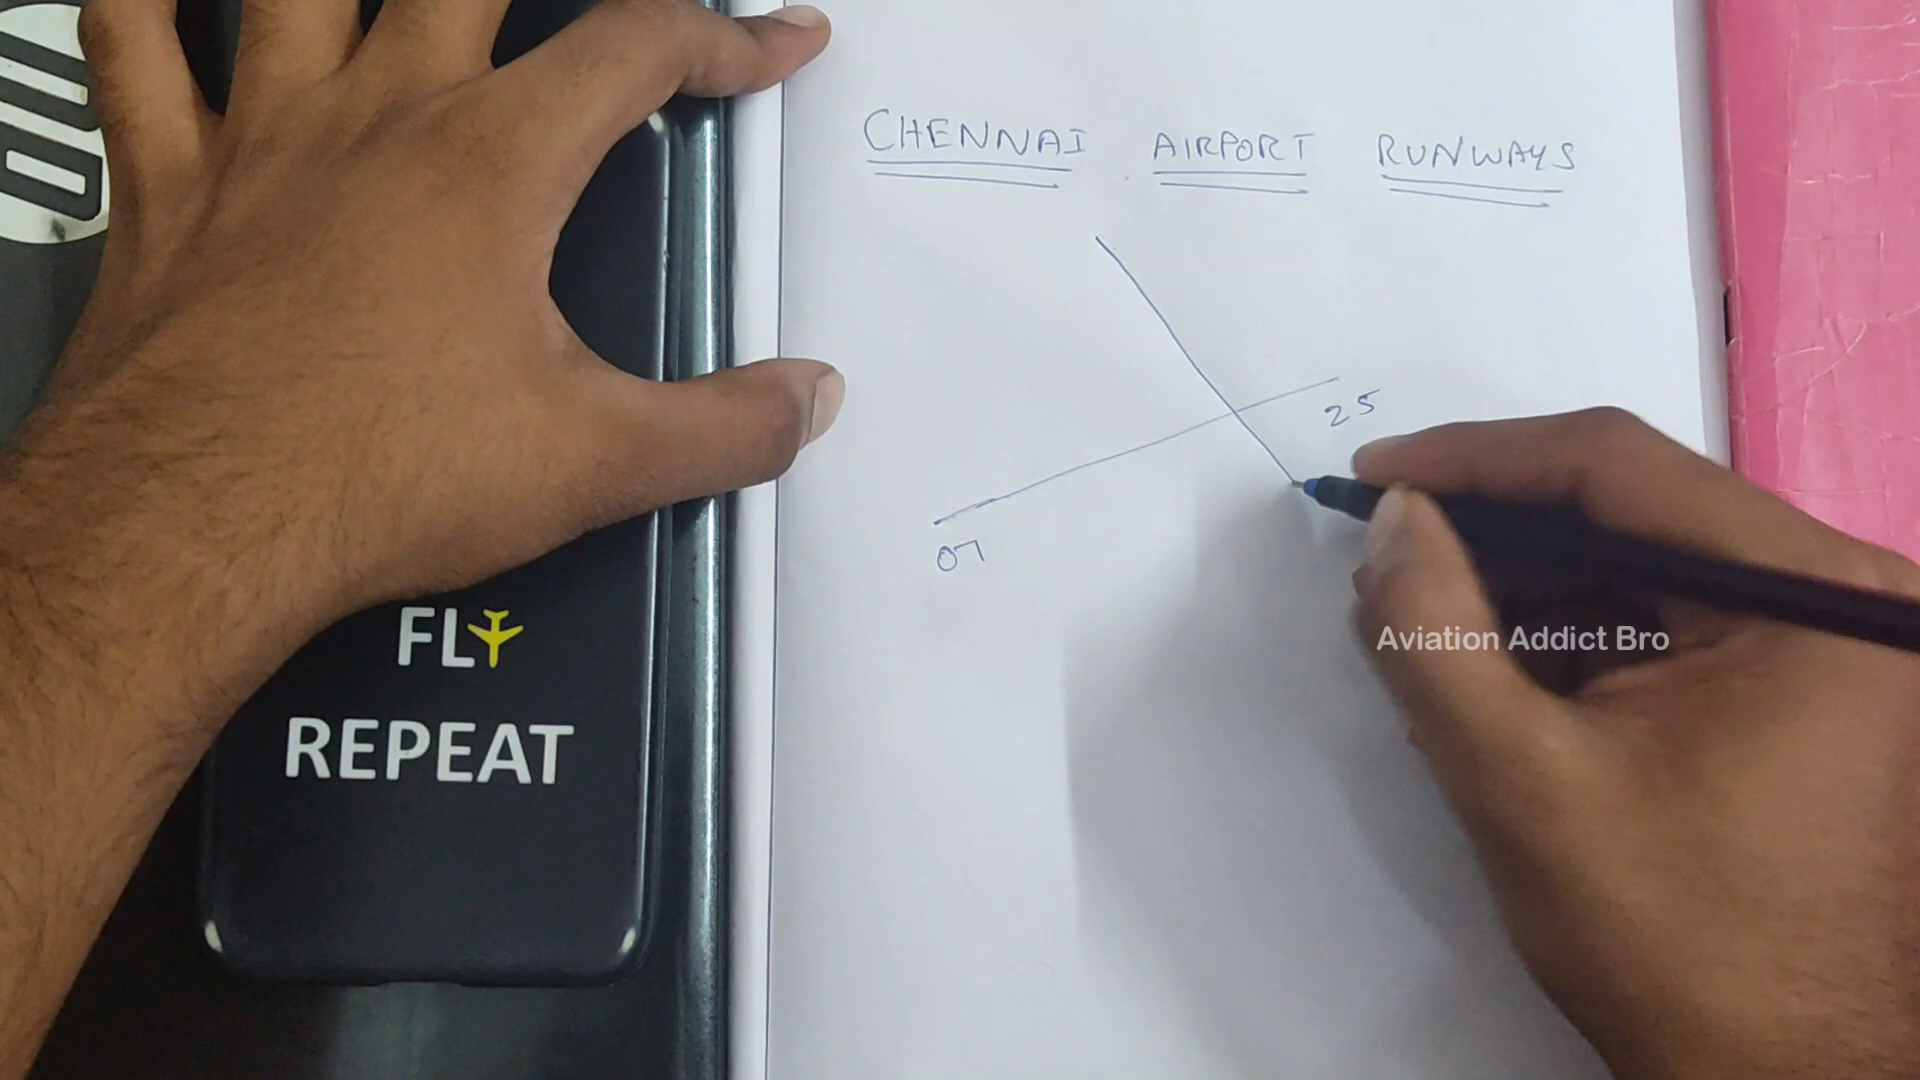 CHENNAI AIRPORT RUNWAYS
25
07
Aviation Addict Bro
FLY
REPEAT